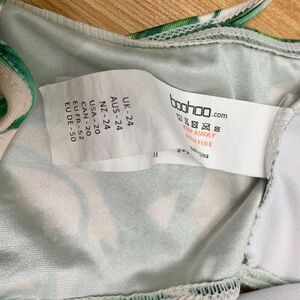 UK - 24
AUS - 24
NZ - 24
USA - 20
CAN - 20
EU FR - 52
EU DE - 50
boohoo.com
AWAY
FIRE